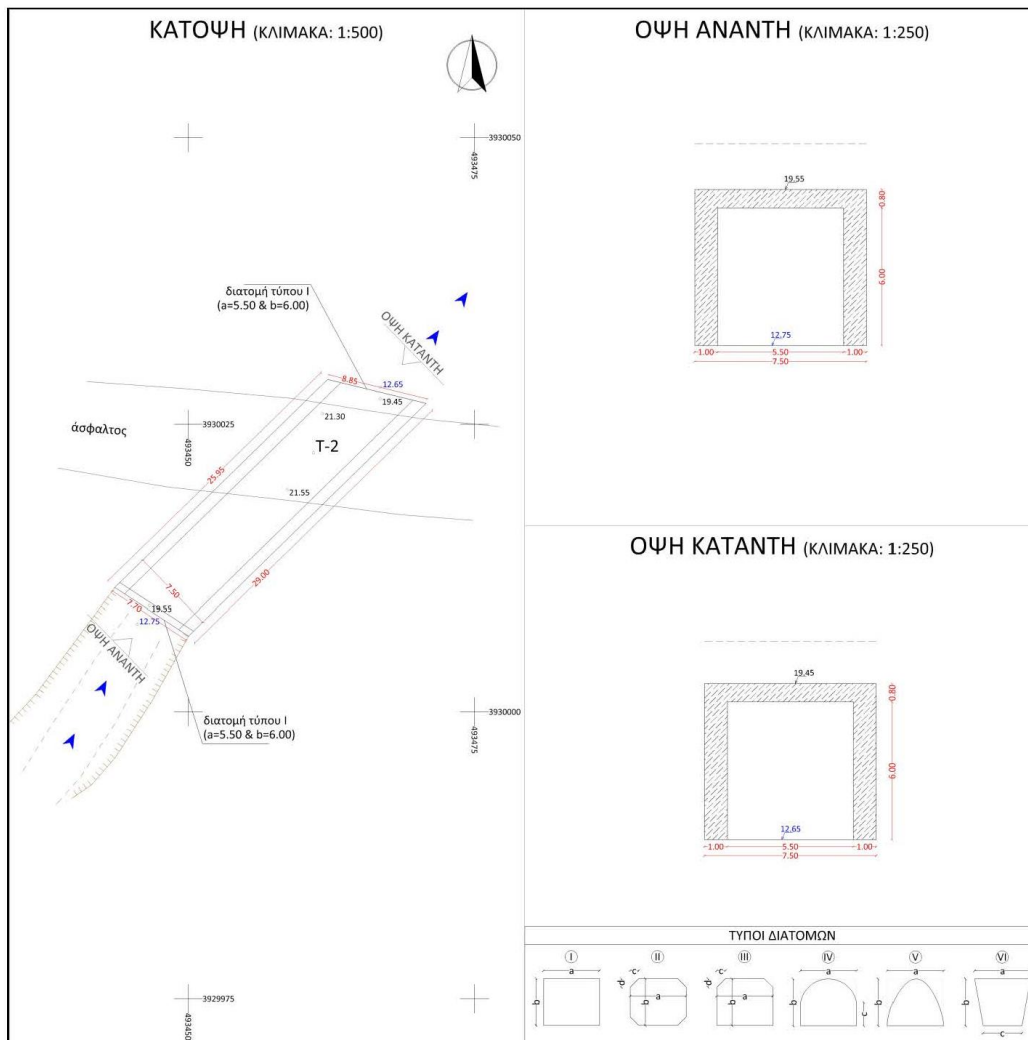 ΚΑΤΟΨΗ (ΚΛΙΜΑΚΑ: 1:500)
3930050
493475
διατομή τύπου Ι
(a=5.50 & b=6.00)
ΟΨΗ ΚΑΤΑΝΤΗ
8.85
12.65
19.45
21.30
άσφαλτος
3930025
493450
Τ-2
25.95
21.55
29.00
7.50
7.70
19.55
12.75
ΟΨΗ ΑΝΑΝΤΗ
διατομή τύπου Ι
(a=5.50 & b=6.00)
3930000
493475
3929975
493450
ΟΨΗ ΑΝΑΝΤΗ (ΚΛΙΜΑΚΑ: 1:250)
19.55
0.80
6.00
12.75
1.00 5.50 1.00
7.50
ΟΨΗ ΚΑΤΑΝΤΗ (ΚΛΙΜΑΚΑ: 1:250)
19.45
0.80
6.00
12.65
1.00 5.50 1.00
7.50
ΤΥΠΟΙ ΔΙΑΤΟΜΩΝ
I II III IV V VI
a c c a a a
b d b a d b a b c b b c